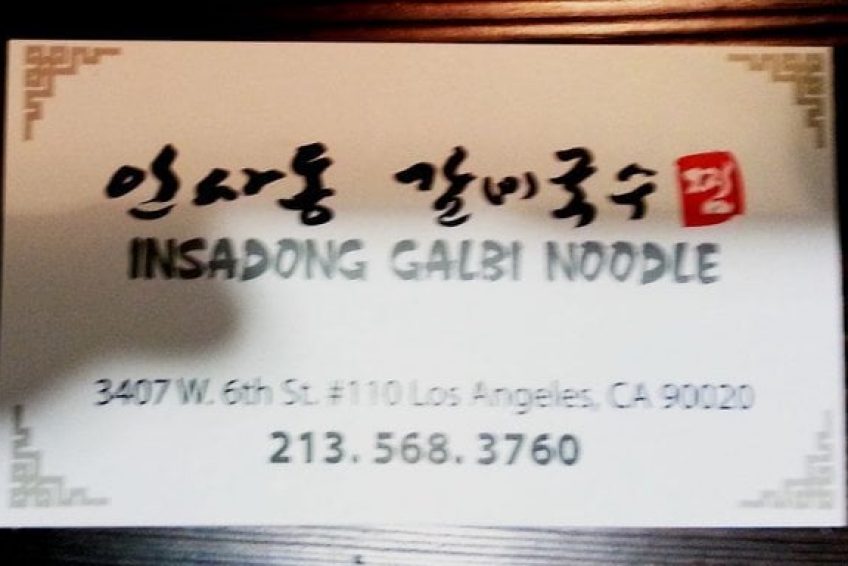 인사동 갈비국수
INSADONG GALBI NOODLE
3407 W. 6th St. #110 Los Angeles, CA 90020
213.568.3760